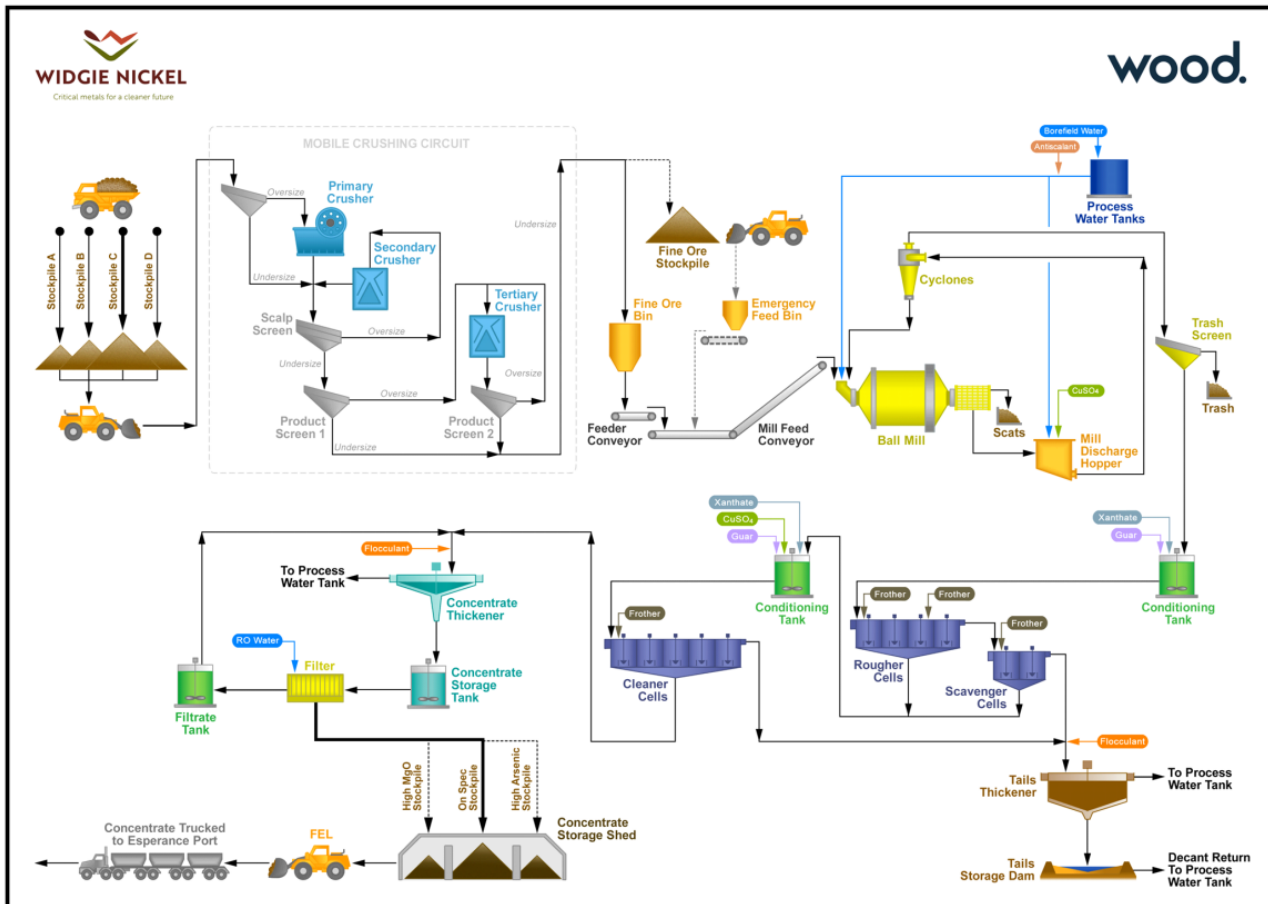 WIDGIE NICKEL
Critical metals for a cleaner future
wood.
MOBILE CRUSHING CIRCUIT
Stockpile A
Stockpile B
Stockpile C
Stockpile D
Oversize
Primary
Crusher
Undersize
Secondary
Crusher
Scalp
Screen
Oversize
Undersize
Tertiary
Crusher
Oversize
Product
Screen 1
Oversize
Product
Screen 2
Undersize
Undersize
Fine Ore
Stockpile
Fine Ore
Bin
Emergency
Feed Bin
Feeder
Conveyor
Mill Feed
Conveyor
Borefield Water
Antiscalant
Process
Water Tanks
Cyclones
Trash
Screen
Trash
Ball Mill
Scats
CuSO₄
Mill
Discharge
Hopper
Xanthate
CuSO₄
Guar
Conditioning
Tank
Xanthate
Guar
Conditioning
Tank
Frother
Frother
Rougher
Cells
Frother
Scavenger
Cells
Frother
Cleaner
Cells
Flocculant
To Process
Water Tank
Concentrate
Thickener
RO Water
Filter
Concentrate
Storage
Tank
Filtrate
Tank
Flocculant
Tails
Thickener
To Process
Water Tank
Tails
Storage Dam
Decant Return
To Process
Water Tank
High MgO
Stockpile
On Spec
Stockpile
High Arsenic
Stockpile
Concentrate
Storage Shed
FEL
Concentrate Trucked
to Esperance Port